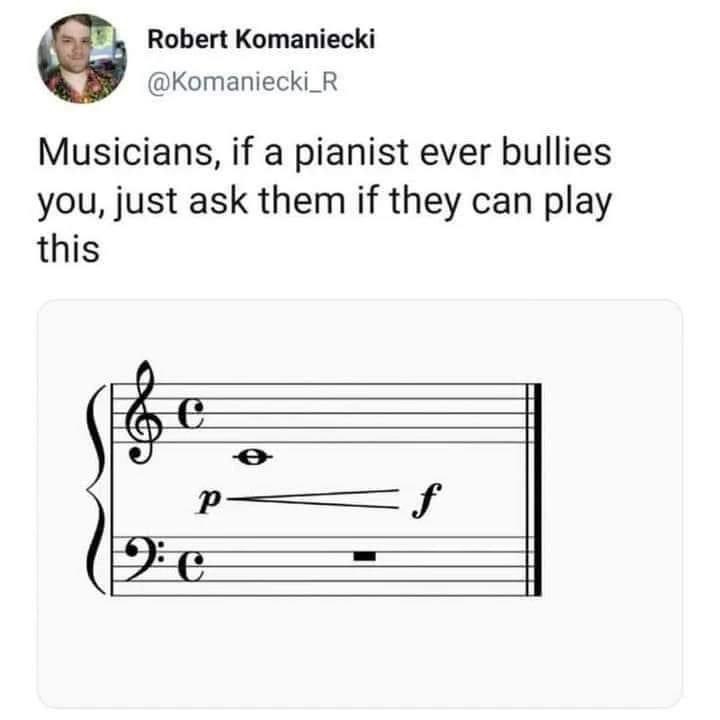 Robert Komaniecki
@Komaniecki_R
Musicians, if a pianist ever bullies
you, just ask them if they can play
this
p f